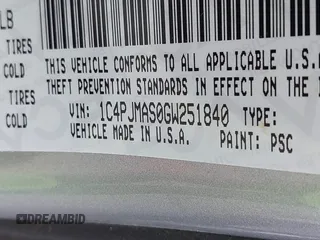 LB
TIRES
COLD
TIRES
COLD
THIS VEHICLE CONFORMS TO ALL APPLICABLE U.S.
THEFT PREVENTION STANDARDS IN EFFECT ON THE
VIN: 1C4PJMAS0GW251840 TYPE:
VEHICLE MADE IN U.S.A. PAINT: PSC
DREAMBID